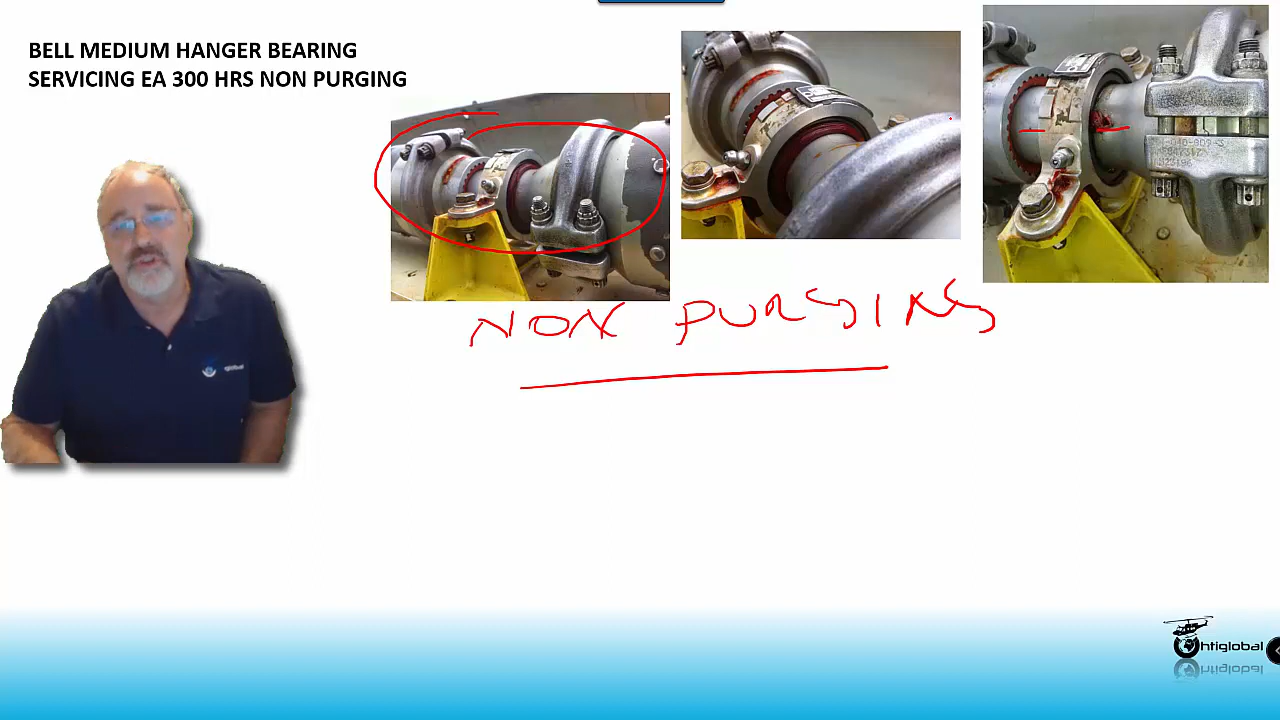 BELL MEDIUM HANGER BEARING
SERVICING EA 300 HRS NON PURGING
NON PURGING
htiglobal